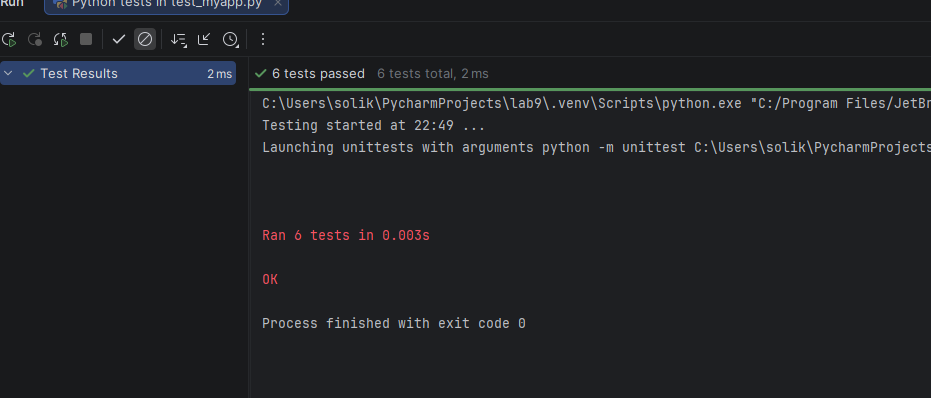 Run
Python tests in test_myapp.py
Test Results 2 ms
6 tests passed 6 tests total, 2 ms
C:\Users\solik\PycharmProjects\lab9\.venv\Scripts\python.exe "C:/Program Files/JetBr
Testing started at 22:49 ...
Launching unittests with arguments python -m unittest C:\Users\solik\PycharmProjects
Ran 6 tests in 0.003s
OK
Process finished with exit code 0